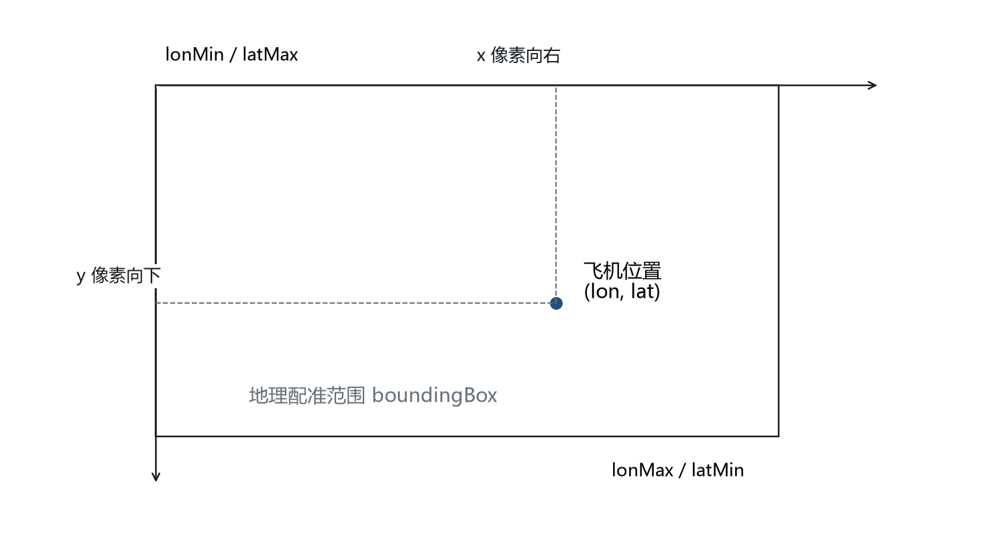 lonMin / latMax
x 像素向右
y 像素向下
飞机位置
(lon, lat)
地理配准范围 boundingBox
lonMax / latMin